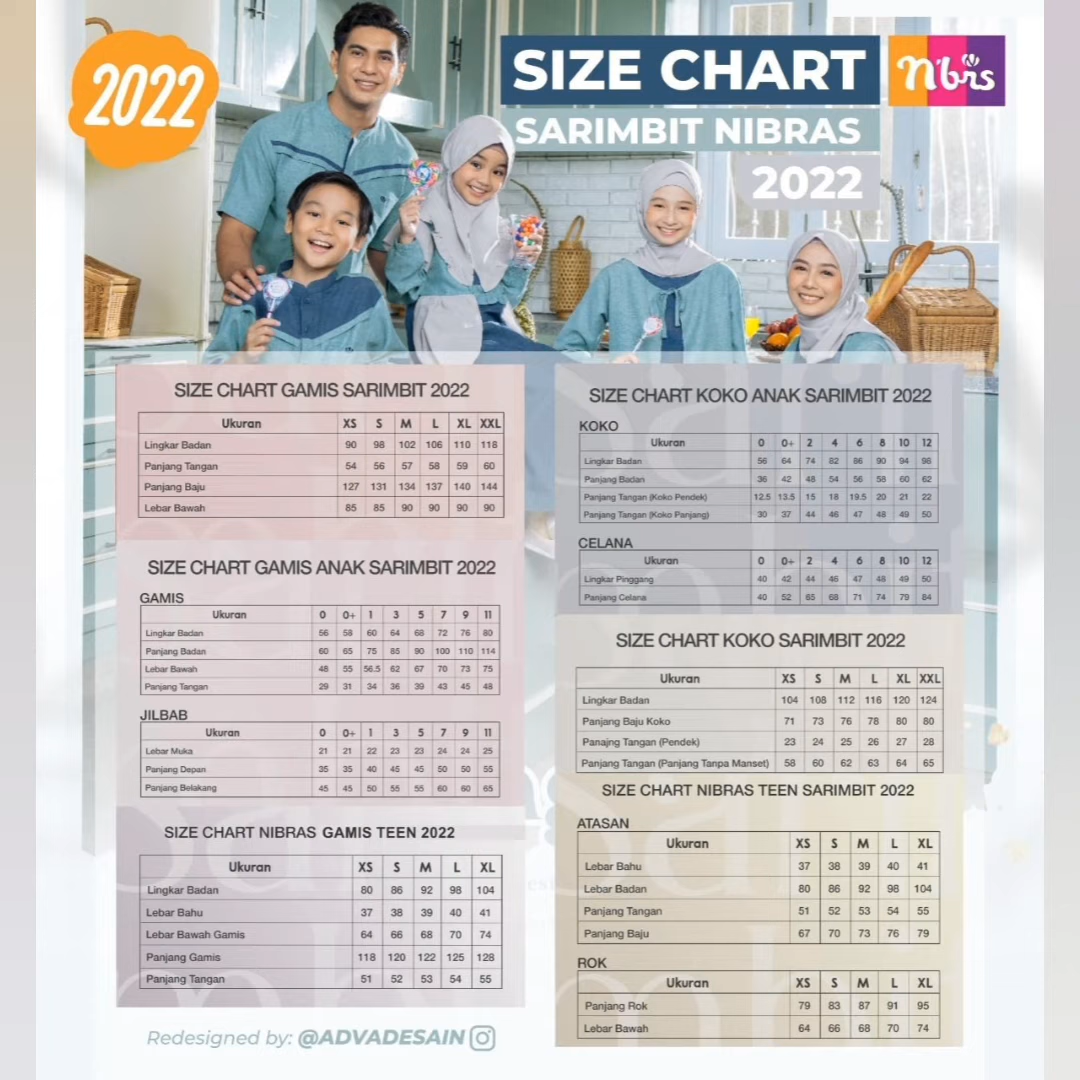 2022
SIZE CHART
nibrs
SARIMBIT NIBRAS
2022
SIZE CHART GAMIS SARIMBIT 2022
Ukuran XS S M L XL XXL
Lingkar Badan 90 98 102 106 110 118
Panjang Tangan 54 56 57 58 59 60
Panjang Baju 127 131 134 137 140 144
Lebar Bawah 85 85 90 90 90 90
SIZE CHART GAMIS ANAK SARIMBIT 2022
GAMIS
Ukuran 0 0+ 1 3 5 7 9 11
Lingkar Badan 56 58 60 64 68 72 76 80
Panjang Badan 60 65 75 85 90 100 110 114
Lebar Bawah 48 55 56.5 62 67 70 73 75
Panjang Tangan 29 31 34 36 39 43 45 48
JILBAB
Ukuran 0 0+ 1 3 5 7 9 11
Lebar Muka 21 21 22 23 23 24 24 25
Panjang Depan 35 35 40 45 45 50 50 55
Panjang Belakang 45 45 50 55 55 60 60 65
SIZE CHART NIBRAS GAMIS TEEN 2022
Ukuran XS S M L XL
Lingkar Badan 80 86 92 98 104
Lebar Bahu 37 38 39 40 41
Lebar Bawah Gamis 64 66 68 70 74
Panjang Gamis 118 120 122 125 128
Panjang Tangan 51 52 53 54 55
Redesigned by: @ADVADESAIN
SIZE CHART KOKO ANAK SARIMBIT 2022
KOKO
Ukuran 0 0+ 2 4 6 8 10 12
Lingkar Badan 56 64 74 82 86 90 94 98
Panjang Badan 36 42 48 54 56 58 60 62
Panjang Tangan (Koko Pendek) 12.5 13.5 15 18 19.5 20 21 22
Panjang Tangan (Koko Panjang) 30 37 44 46 47 48 49 50
CELANA
Ukuran 0 0+ 2 4 6 8 10 12
Lingkar Pinggang 40 42 44 46 47 48 49 50
Panjang Celana 40 52 65 68 71 74 79 84
SIZE CHART KOKO SARIMBIT 2022
Ukuran XS S M L XL XXL
Lingkar Badan 104 108 112 116 120 124
Panjang Baju Koko 71 73 76 78 80 80
Panajng Tangan (Pendek) 23 24 25 26 27 28
Panjang Tangan (Panjang Tanpa Manset) 58 60 62 63 64 65
SIZE CHART NIBRAS TEEN SARIMBIT 2022
ATASAN
Ukuran XS S M L XL
Lebar Bahu 37 38 39 40 41
Lebar Badan 80 86 92 98 104
Panjang Tangan 51 52 53 54 55
Panjang Baju 67 70 73 76 79
ROK
Ukuran XS S M L XL
Panjang Rok 79 83 87 91 95
Lebar Bawah 64 66 68 70 74